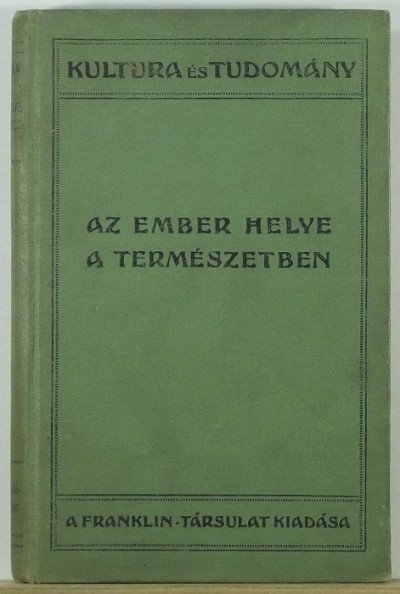 KULTURA ÉS TUDOMÁNY
AZ EMBER HELYE
A TERMÉSZETBEN
A FRANKLIN·TÁRSULAT KIADÁSA